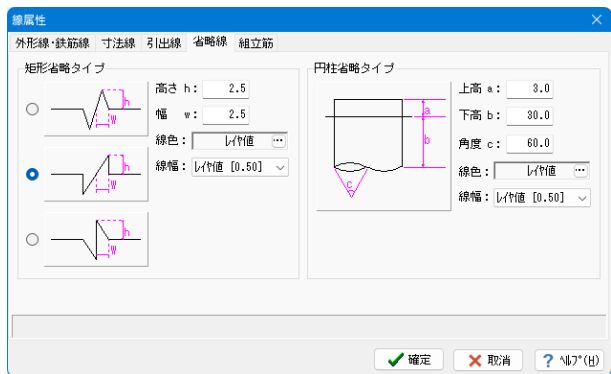 線属性
外形線・鉄筋線 寸法線 引出線 省略線 組立筋
矩形省略タイプ
h
w
h
w
h
w
高さ h： 2.5
幅 w： 2.5
線色： ﾚｲﾔ値 ...
線幅： ﾚｲﾔ値 [0.50]
円柱省略タイプ
a
b
c
上高 a： 3.0
下高 b： 30.0
角度 c： 60.0
線色： ﾚｲﾔ値 ...
線幅： ﾚｲﾔ値 [0.50]
確定 取消 ? ﾍﾙﾌﾟ(H)